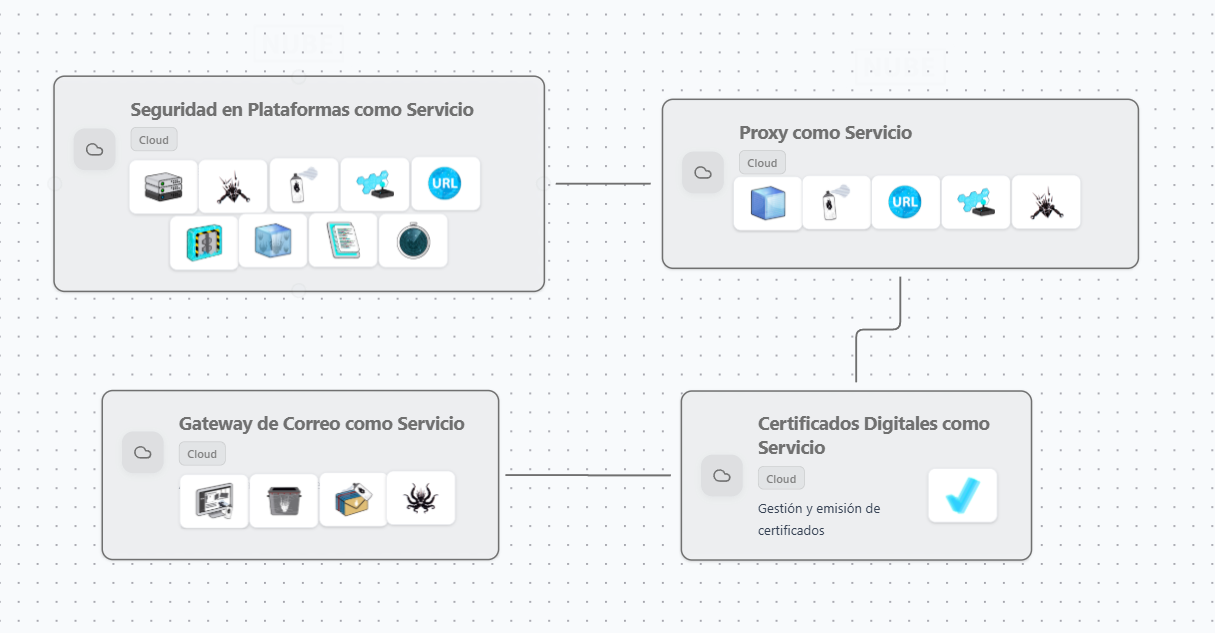 Seguridad en Plataformas como Servicio
Cloud
URL
Proxy como Servicio
Cloud
URL
Gateway de Correo como Servicio
Cloud
Certificados Digitales como
Servicio
Cloud
Gestión y emisión de
certificados